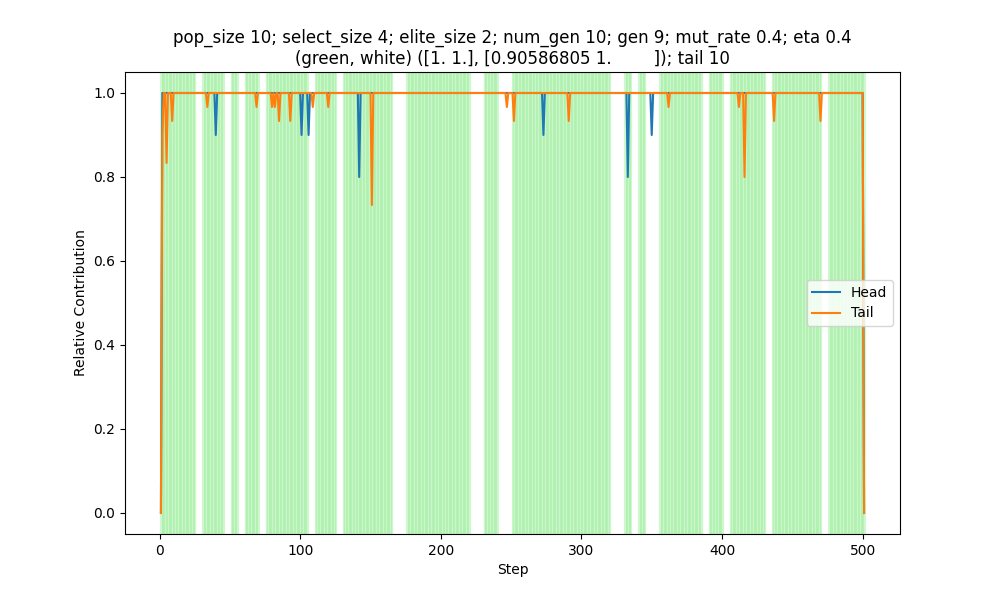 pop_size 10; select_size 4; elite_size 2; num_gen 10; gen 9; mut_rate 0.4; eta 0.4
(green, white) ([1. 1.], [0.90586805 1.         ]); tail 10
1.0
0.8
0.6
0.4
0.2
0.0
Relative Contribution
Head
Tail
0
100
200
300
400
500
Step